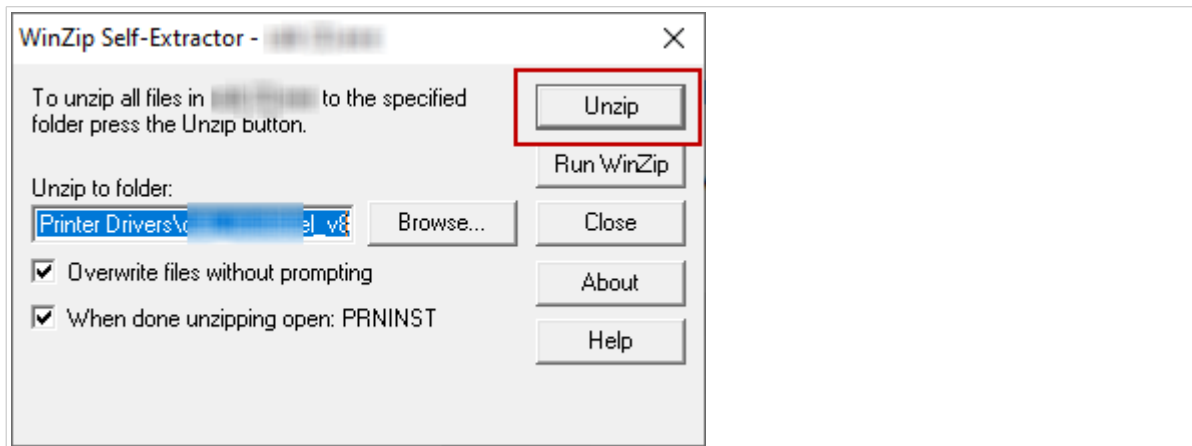 WinZip Self-Extractor -
To unzip all files in to the specified
folder press the Unzip button.
Unzip
Run WinZip
Unzip to folder:
Printer Drivers\
Browse...
Close
Overwrite files without prompting
About
When done unzipping open: PRNINST
Help